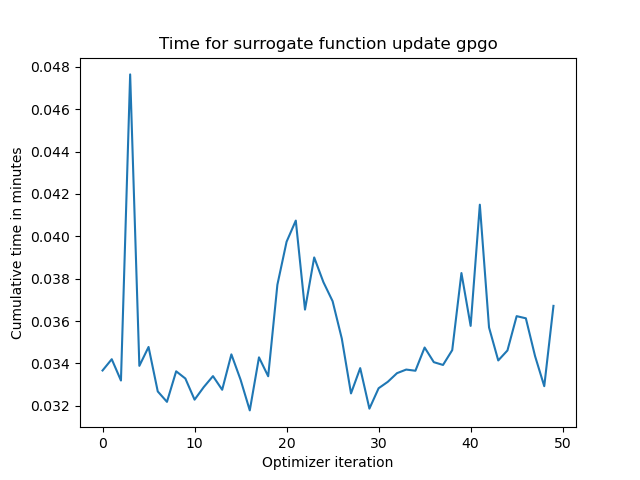 Time for surrogate function update gpgo
0.048
0.046
0.044
0.042
0.040
0.038
0.036
0.034
0.032
Cumulative time in minutes
0 10 20 30 40 50
Optimizer iteration